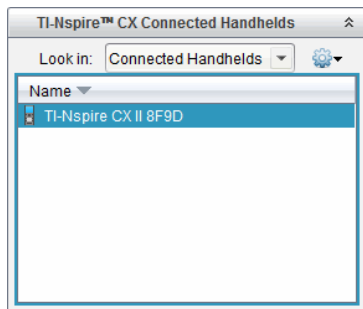 TI-Nspire™ CX Connected Handhelds
Look in: Connected Handhelds
Name
TI-Nspire CX II 8F9D